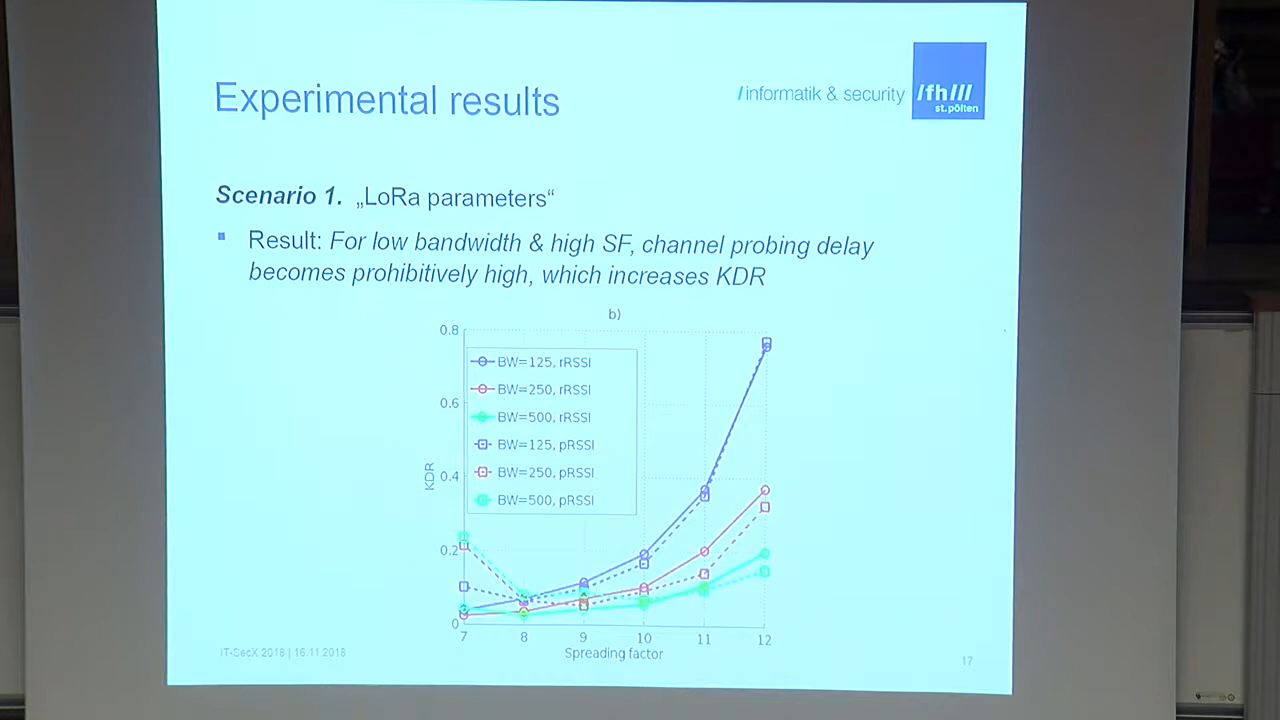 Experimental results
/informatik & security
/fh///
st.pölten
Scenario 1. „LoRa parameters“
Result: For low bandwidth & high SF, channel probing delay
becomes prohibitively high, which increases KDR
b)
0.8
0.6
0.4
0.2
0
KDR
BW=125, rRSSI
BW=250, rRSSI
BW=500, rRSSI
BW=125, pRSSI
BW=250, pRSSI
BW=500, pRSSI
7 8 9 10 11 12
Spreading factor
IT-SecX 2018 | 16.11.2018
17